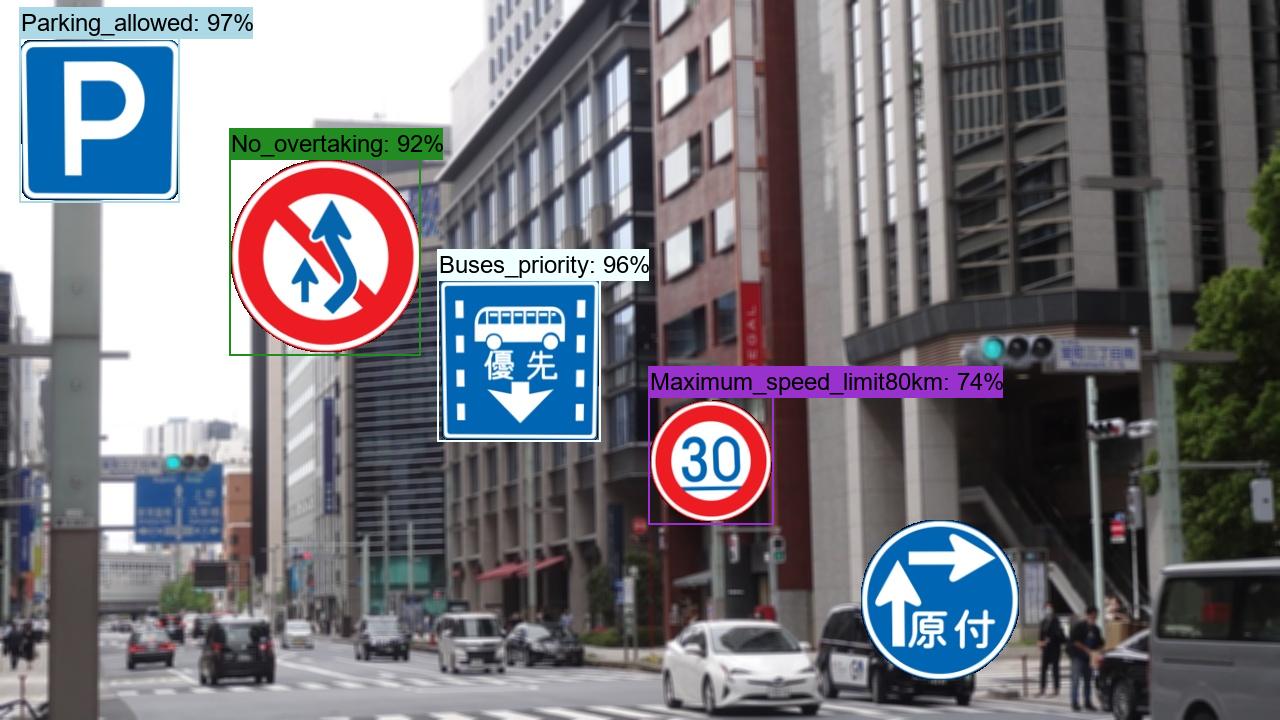 Parking_allowed: 97%
P
No_overtaking: 92%
Buses_priority: 96%
優先
Maximum_speed_limit80km: 74%
30
原付